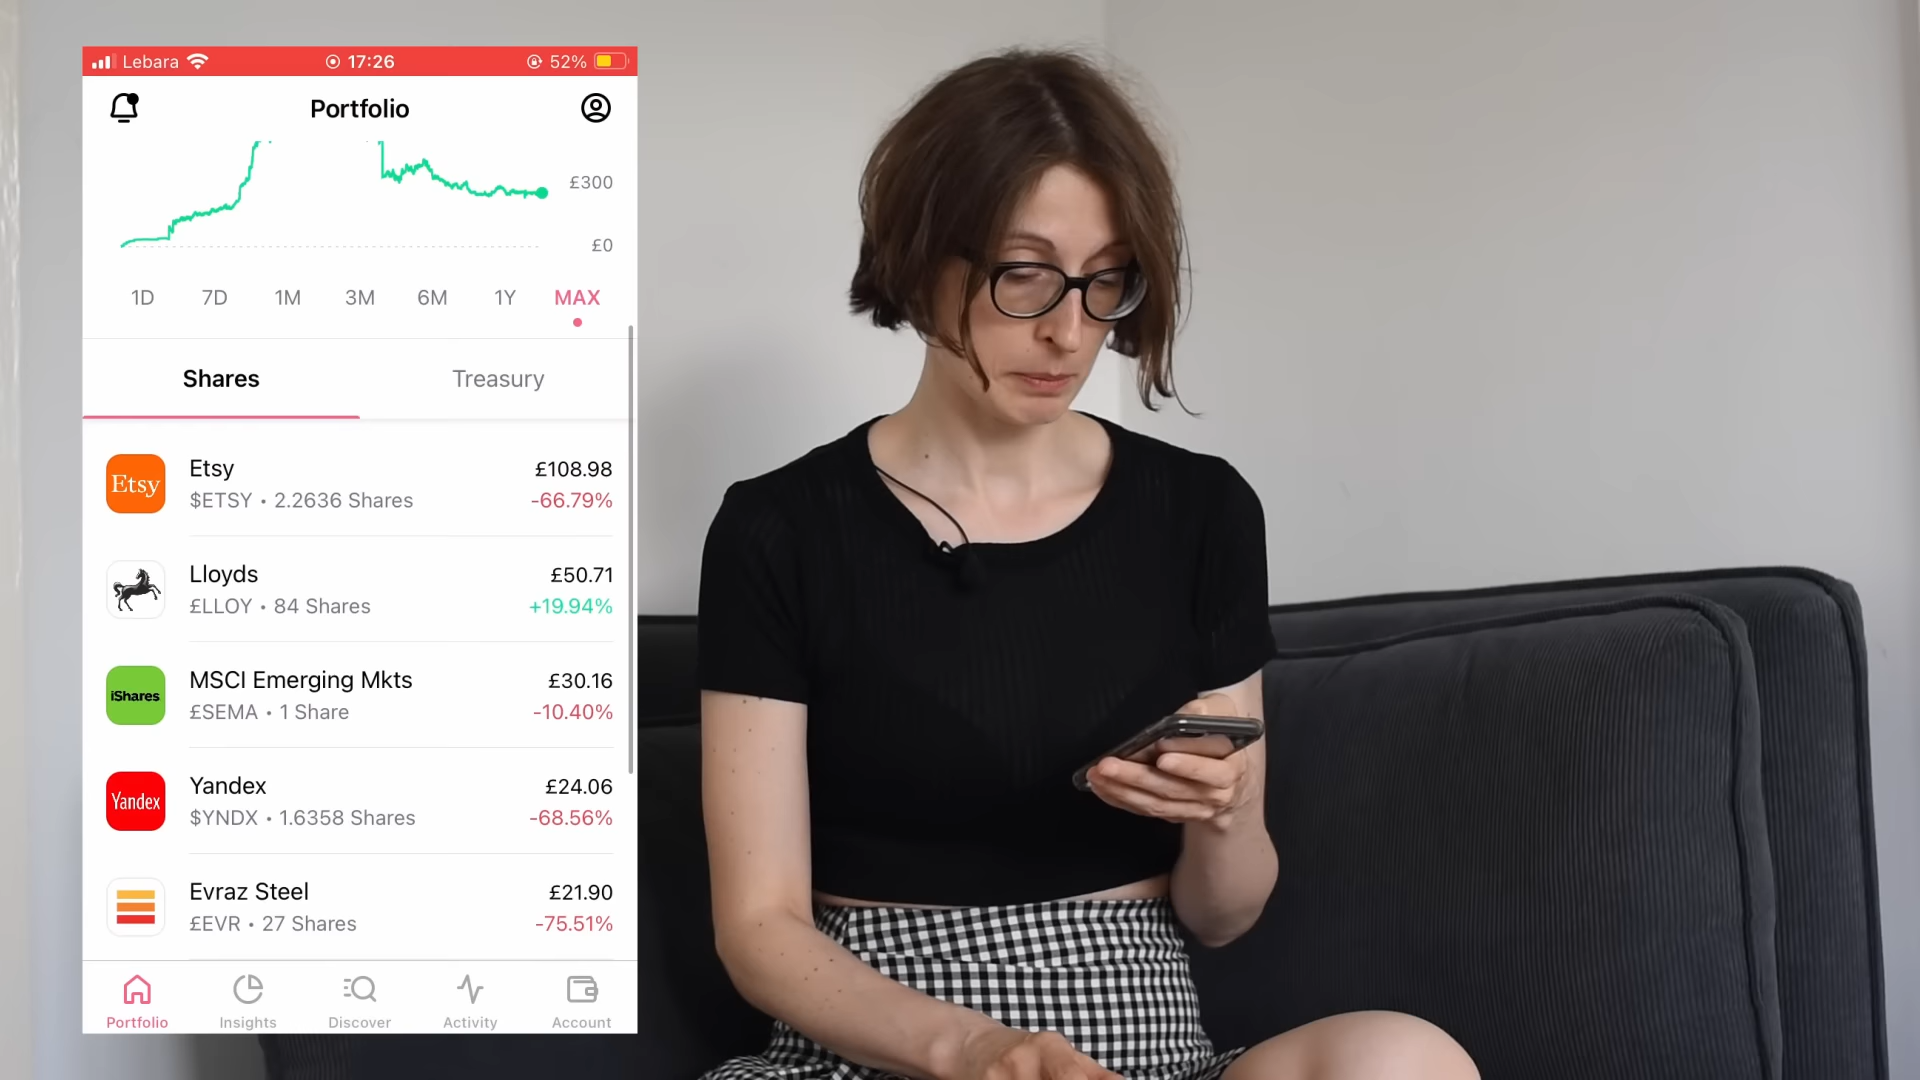 Lebara 17:26 52%
Portfolio
£300
£0
1D 7D 1M 3M 6M 1Y MAX
Shares Treasury
Etsy
Etsy £108.98
$ETSY • 2.2636 Shares -66.79%
Lloyds £50.71
£LLOY • 84 Shares +19.94%
iShares
MSCI Emerging Mkts £30.16
£SEMA • 1 Share -10.40%
Yandex
Yandex £24.06
$YNDX • 1.6358 Shares -68.56%
Evraz Steel £21.90
£EVR • 27 Shares -75.51%
Portfolio Insights Discover Activity Account